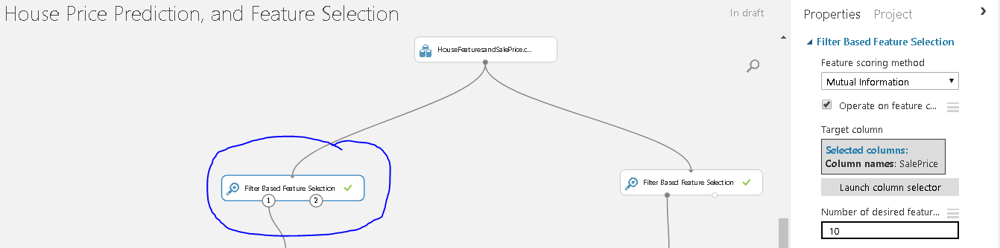 House Price Prediction, and Feature Selection
In draft
HouseFeaturesandSalePrice.c...
Filter Based Feature Selection
1
2
Filter Based Feature Selection
Properties Project
Filter Based Feature Selection
Feature scoring method
Mutual Information
Operate on feature c...
Target column
Selected columns:
Column names: SalePrice
Launch column selector
Number of desired featur...
10